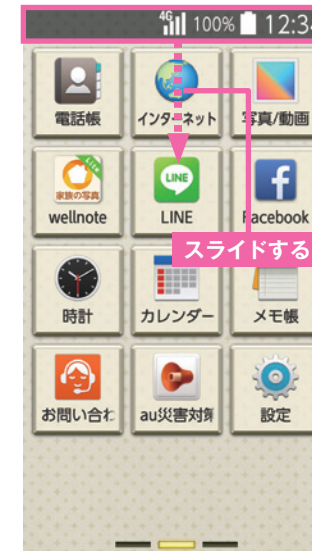 4G 100% 12:34
電話帳 インターネット 写真/動画
家族の写真 Lite
LINE
wellnote LINE Facebook
スライドする
時計 カレンダー メモ帳
お問い合わ au災害対策 設定